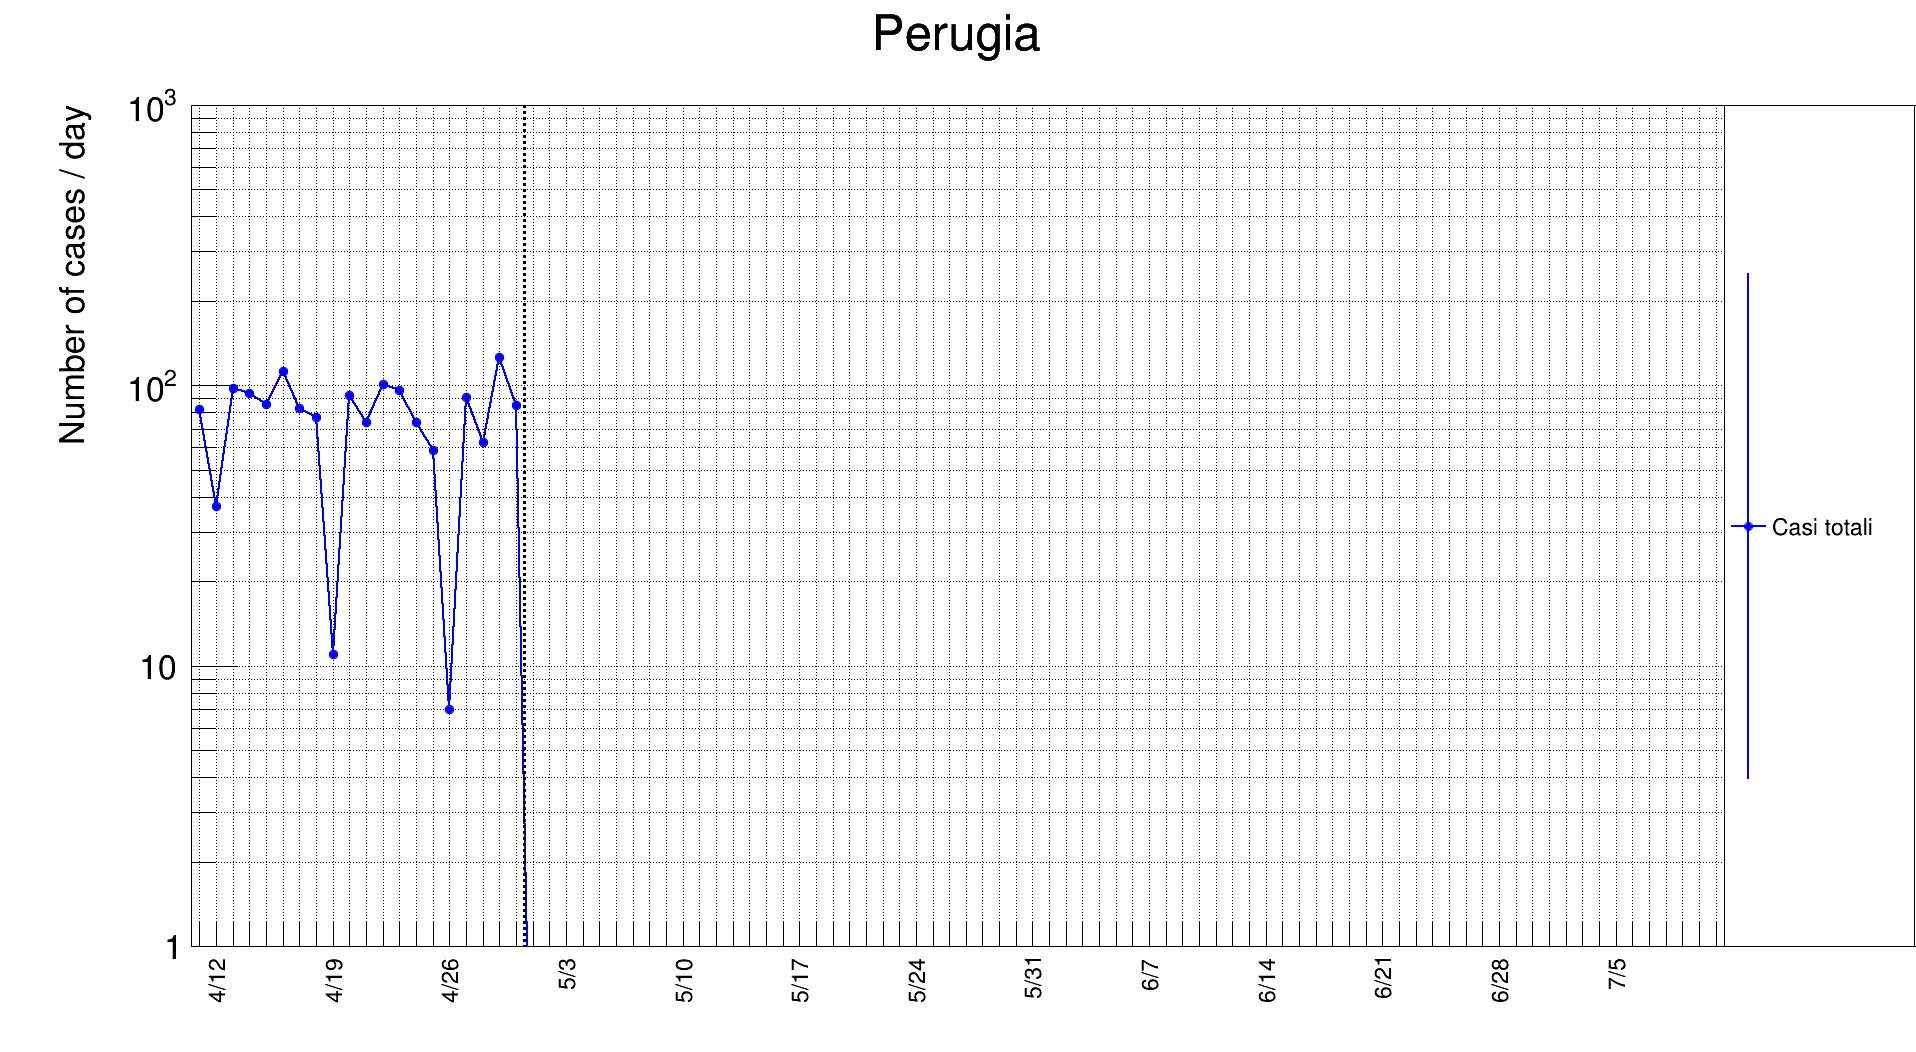 Perugia
Number of cases / day
10³
10²
10
1
4/12 4/19 4/26 5/3 5/10 5/17 5/24 5/31 6/7 6/14 6/21 6/28 7/5
Casi totali